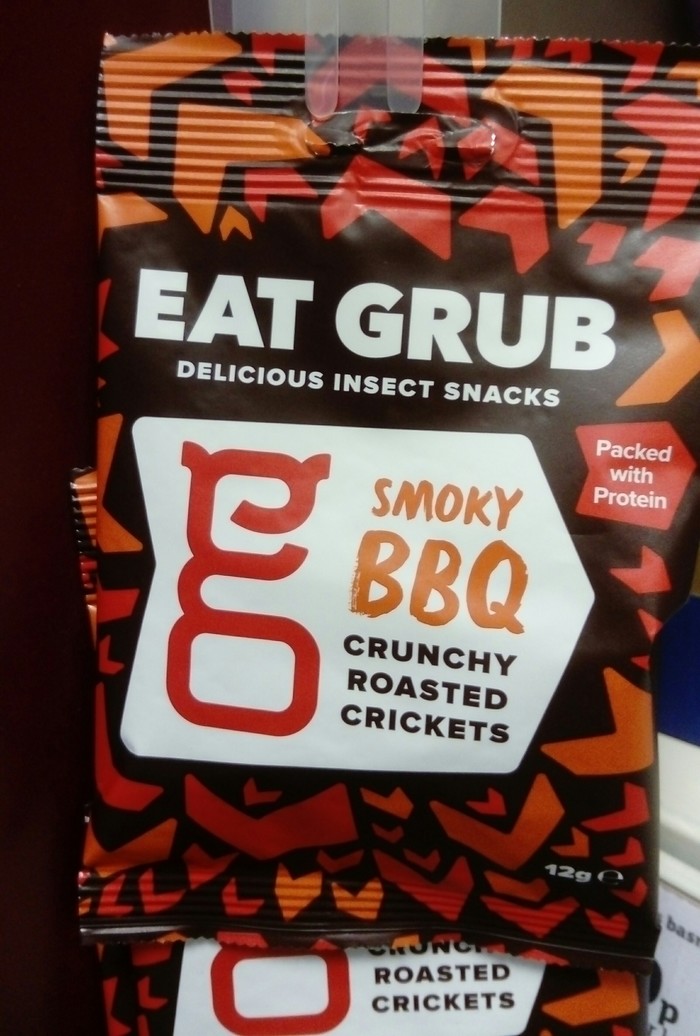 EAT GRUB
DELICIOUS INSECT SNACKS
Packed
with
Protein
SMOKY
BBQ
CRUNCHY
ROASTED
CRICKETS
12g e
ROASTED
CRICKETS